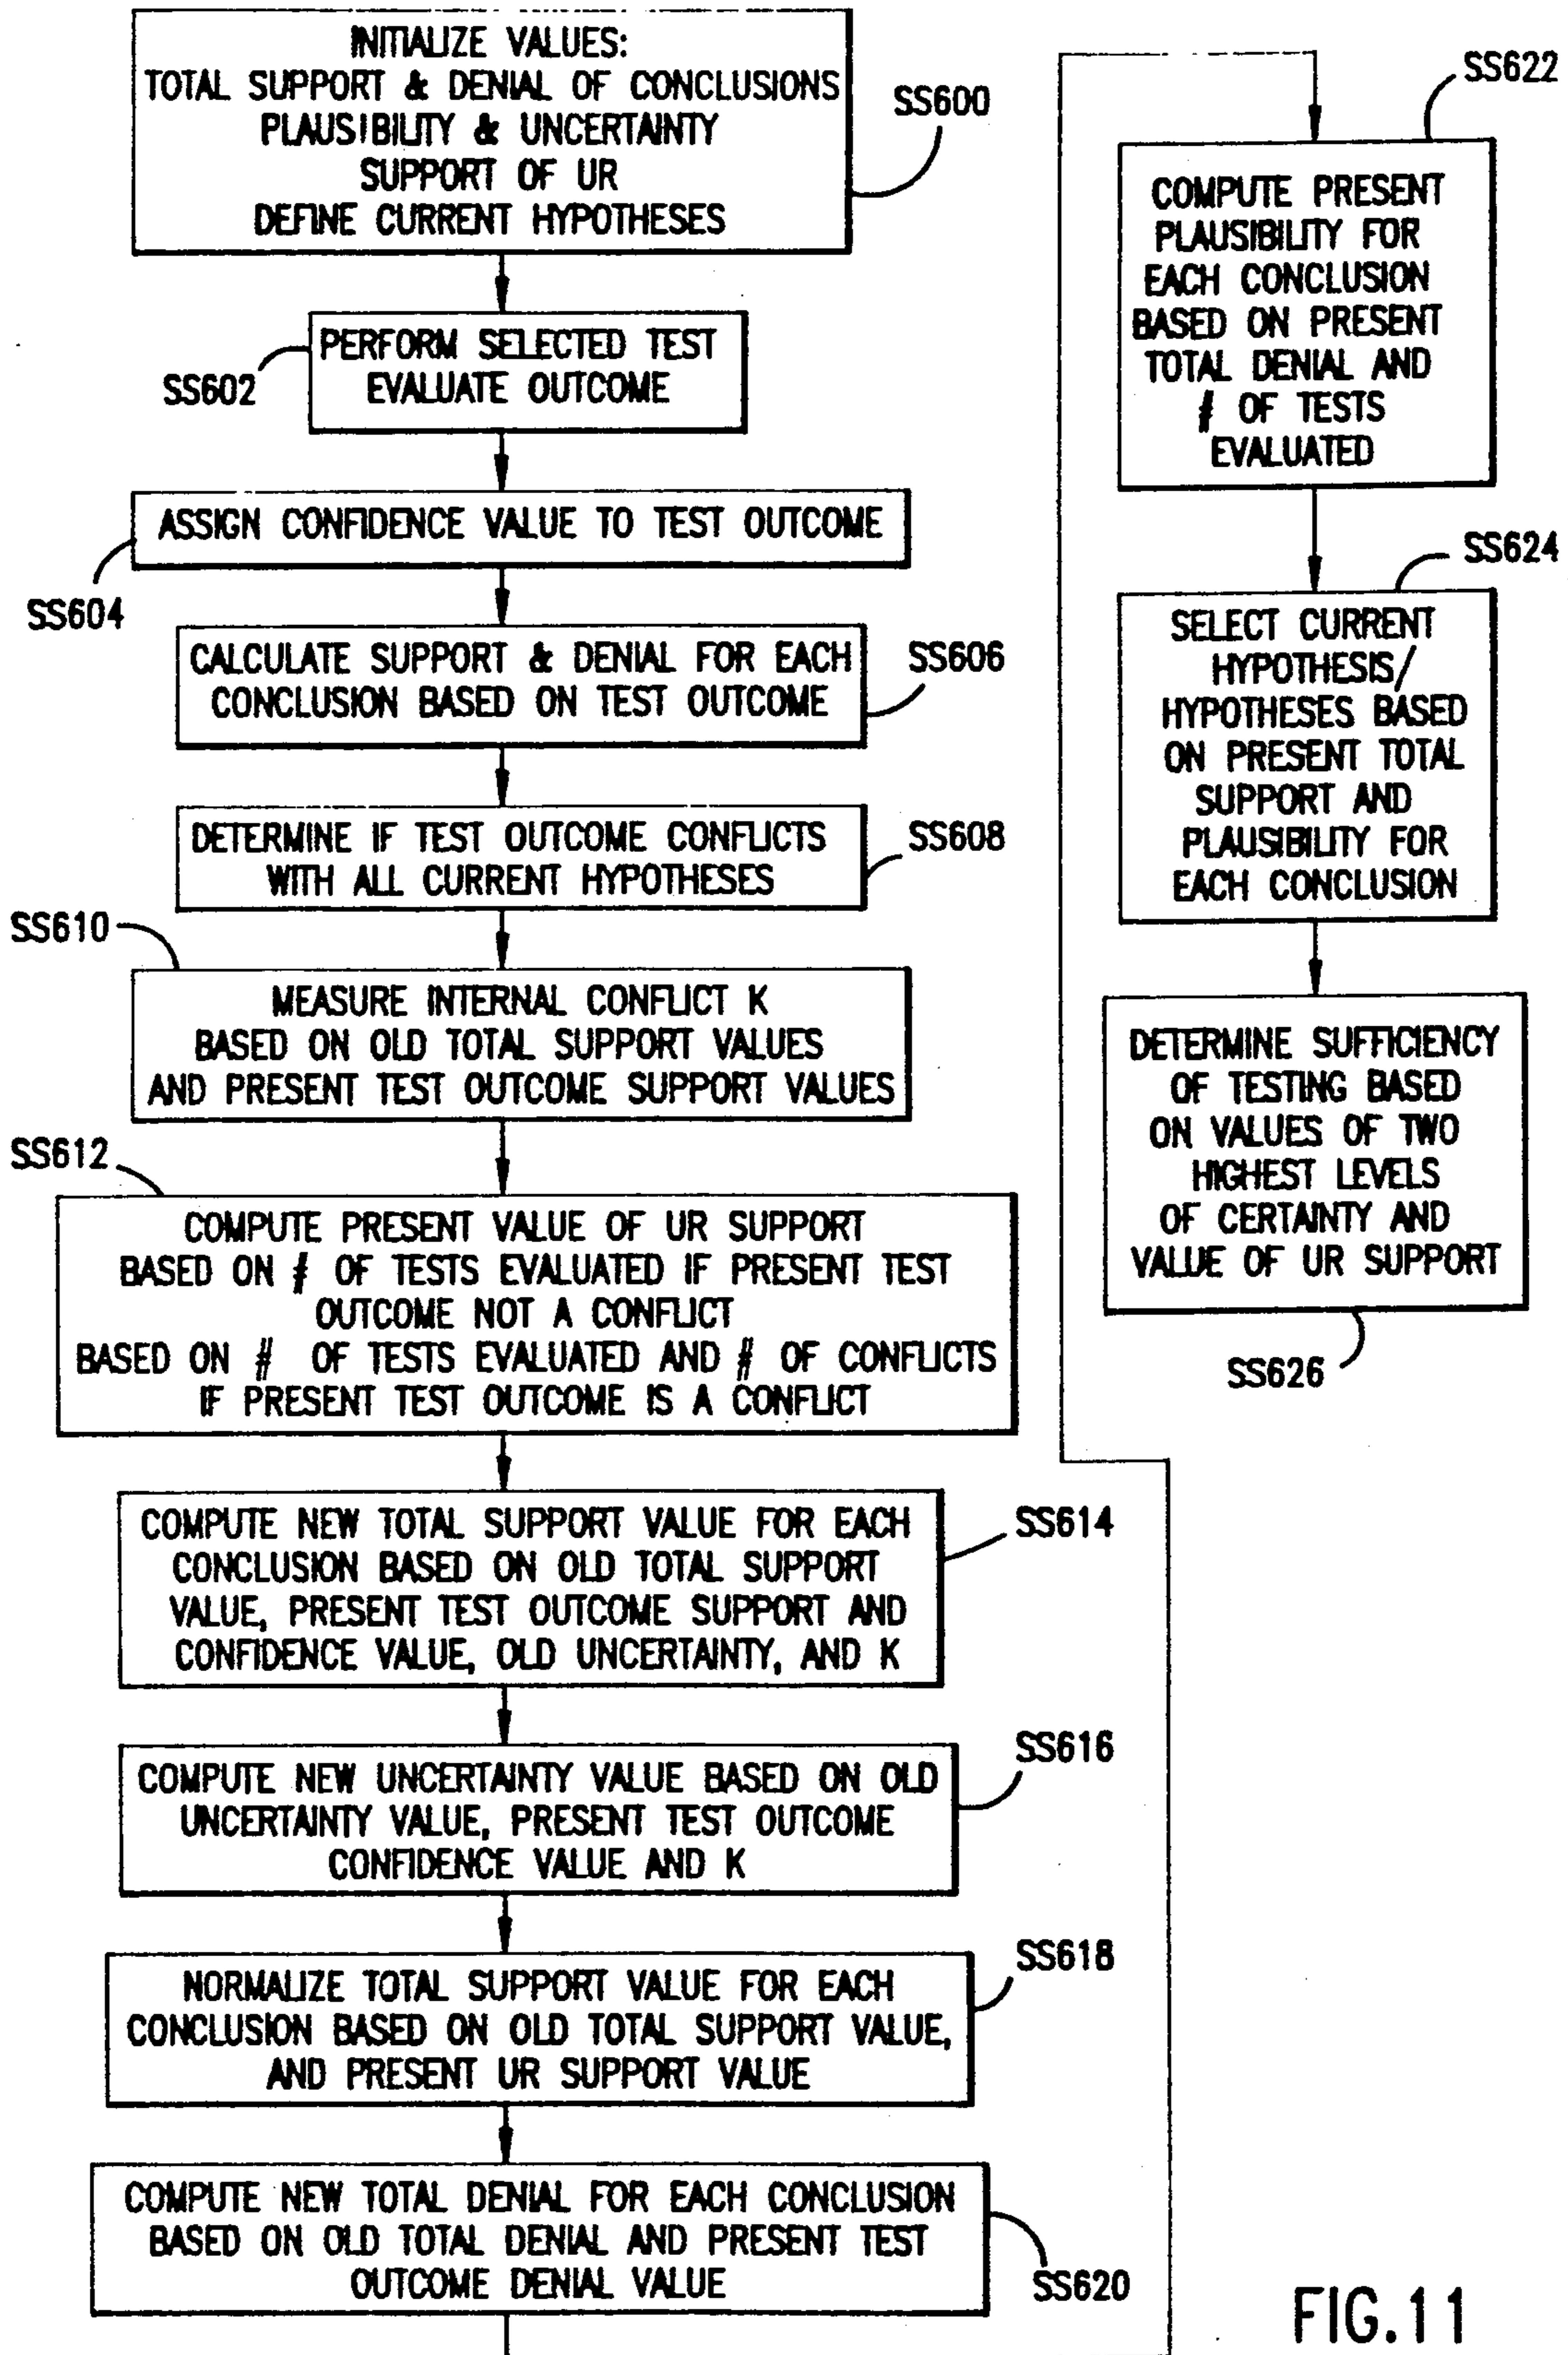 INITIALIZE VALUES:
TOTAL SUPPORT & DENIAL OF CONCLUSIONS
PLAUSIBILITY & UNCERTAINTY
SUPPORT OF UR
DEFINE CURRENT HYPOTHESES
SS600
PERFORM SELECTED TEST
EVALUATE OUTCOME
SS602
ASSIGN CONFIDENCE VALUE TO TEST OUTCOME
SS604
CALCULATE SUPPORT & DENIAL FOR EACH
CONCLUSION BASED ON TEST OUTCOME
SS606
DETERMINE IF TEST OUTCOME CONFLICTS
WITH ALL CURRENT HYPOTHESES
SS608
SS610
MEASURE INTERNAL CONFLICT K
BASED ON OLD TOTAL SUPPORT VALUES
AND PRESENT TEST OUTCOME SUPPORT VALUES
SS612
COMPUTE PRESENT VALUE OF UR SUPPORT
BASED ON # OF TESTS EVALUATED IF PRESENT TEST
OUTCOME NOT A CONFLICT
BASED ON # OF TESTS EVALUATED AND # OF CONFLICTS
IF PRESENT TEST OUTCOME IS A CONFLICT
COMPUTE NEW TOTAL SUPPORT VALUE FOR EACH
CONCLUSION BASED ON OLD TOTAL SUPPORT
VALUE, PRESENT TEST OUTCOME SUPPORT AND
CONFIDENCE VALUE, OLD UNCERTAINTY, AND K
SS614
COMPUTE NEW UNCERTAINTY VALUE BASED ON OLD
UNCERTAINTY VALUE, PRESENT TEST OUTCOME
CONFIDENCE VALUE AND K
SS616
NORMALIZE TOTAL SUPPORT VALUE FOR EACH
CONCLUSION BASED ON OLD TOTAL SUPPORT VALUE,
AND PRESENT UR SUPPORT VALUE
SS618
COMPUTE NEW TOTAL DENIAL FOR EACH CONCLUSION
BASED ON OLD TOTAL DENIAL AND PRESENT TEST
OUTCOME DENIAL VALUE
SS620
SS622
COMPUTE PRESENT
PLAUSIBILITY FOR
EACH CONCLUSION
BASED ON PRESENT
TOTAL DENIAL AND
# OF TESTS
EVALUATED
SS624
SELECT CURRENT
HYPOTHESIS/
HYPOTHESES BASED
ON PRESENT TOTAL
SUPPORT AND
PLAUSIBILITY FOR
EACH CONCLUSION
DETERMINE SUFFICIENCY
OF TESTING BASED
ON VALUES OF TWO
HIGHEST LEVELS
OF CERTAINTY AND
VALUE OF UR SUPPORT
SS626
FIG.11